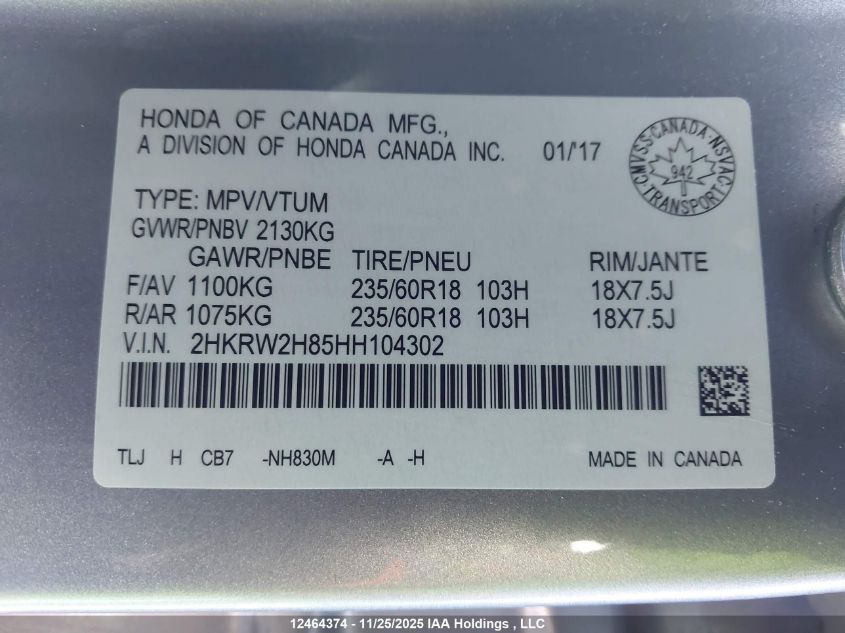 HONDA OF CANADA MFG.,
A DIVISION OF HONDA CANADA INC. 01/'17
CMVSS·CANADA·NSVAC
942
TRANSPORT
TYPE: MPV/VTUM
GVWR/PNBV 2130KG
GAWR/PNBE TIRE/PNEU RIM/JANTE
F/AV 1100KG 235/60R18 103H 18X7.5J
R/AR 1075KG 235/60R18 103H 18X7.5J
V.I.N. 2HKRW2H85HH104302
TLJ H CB7 -NH830M -A -H MADE IN CANADA
12464374 - 11/25/2025 IAA Holdings , LLC